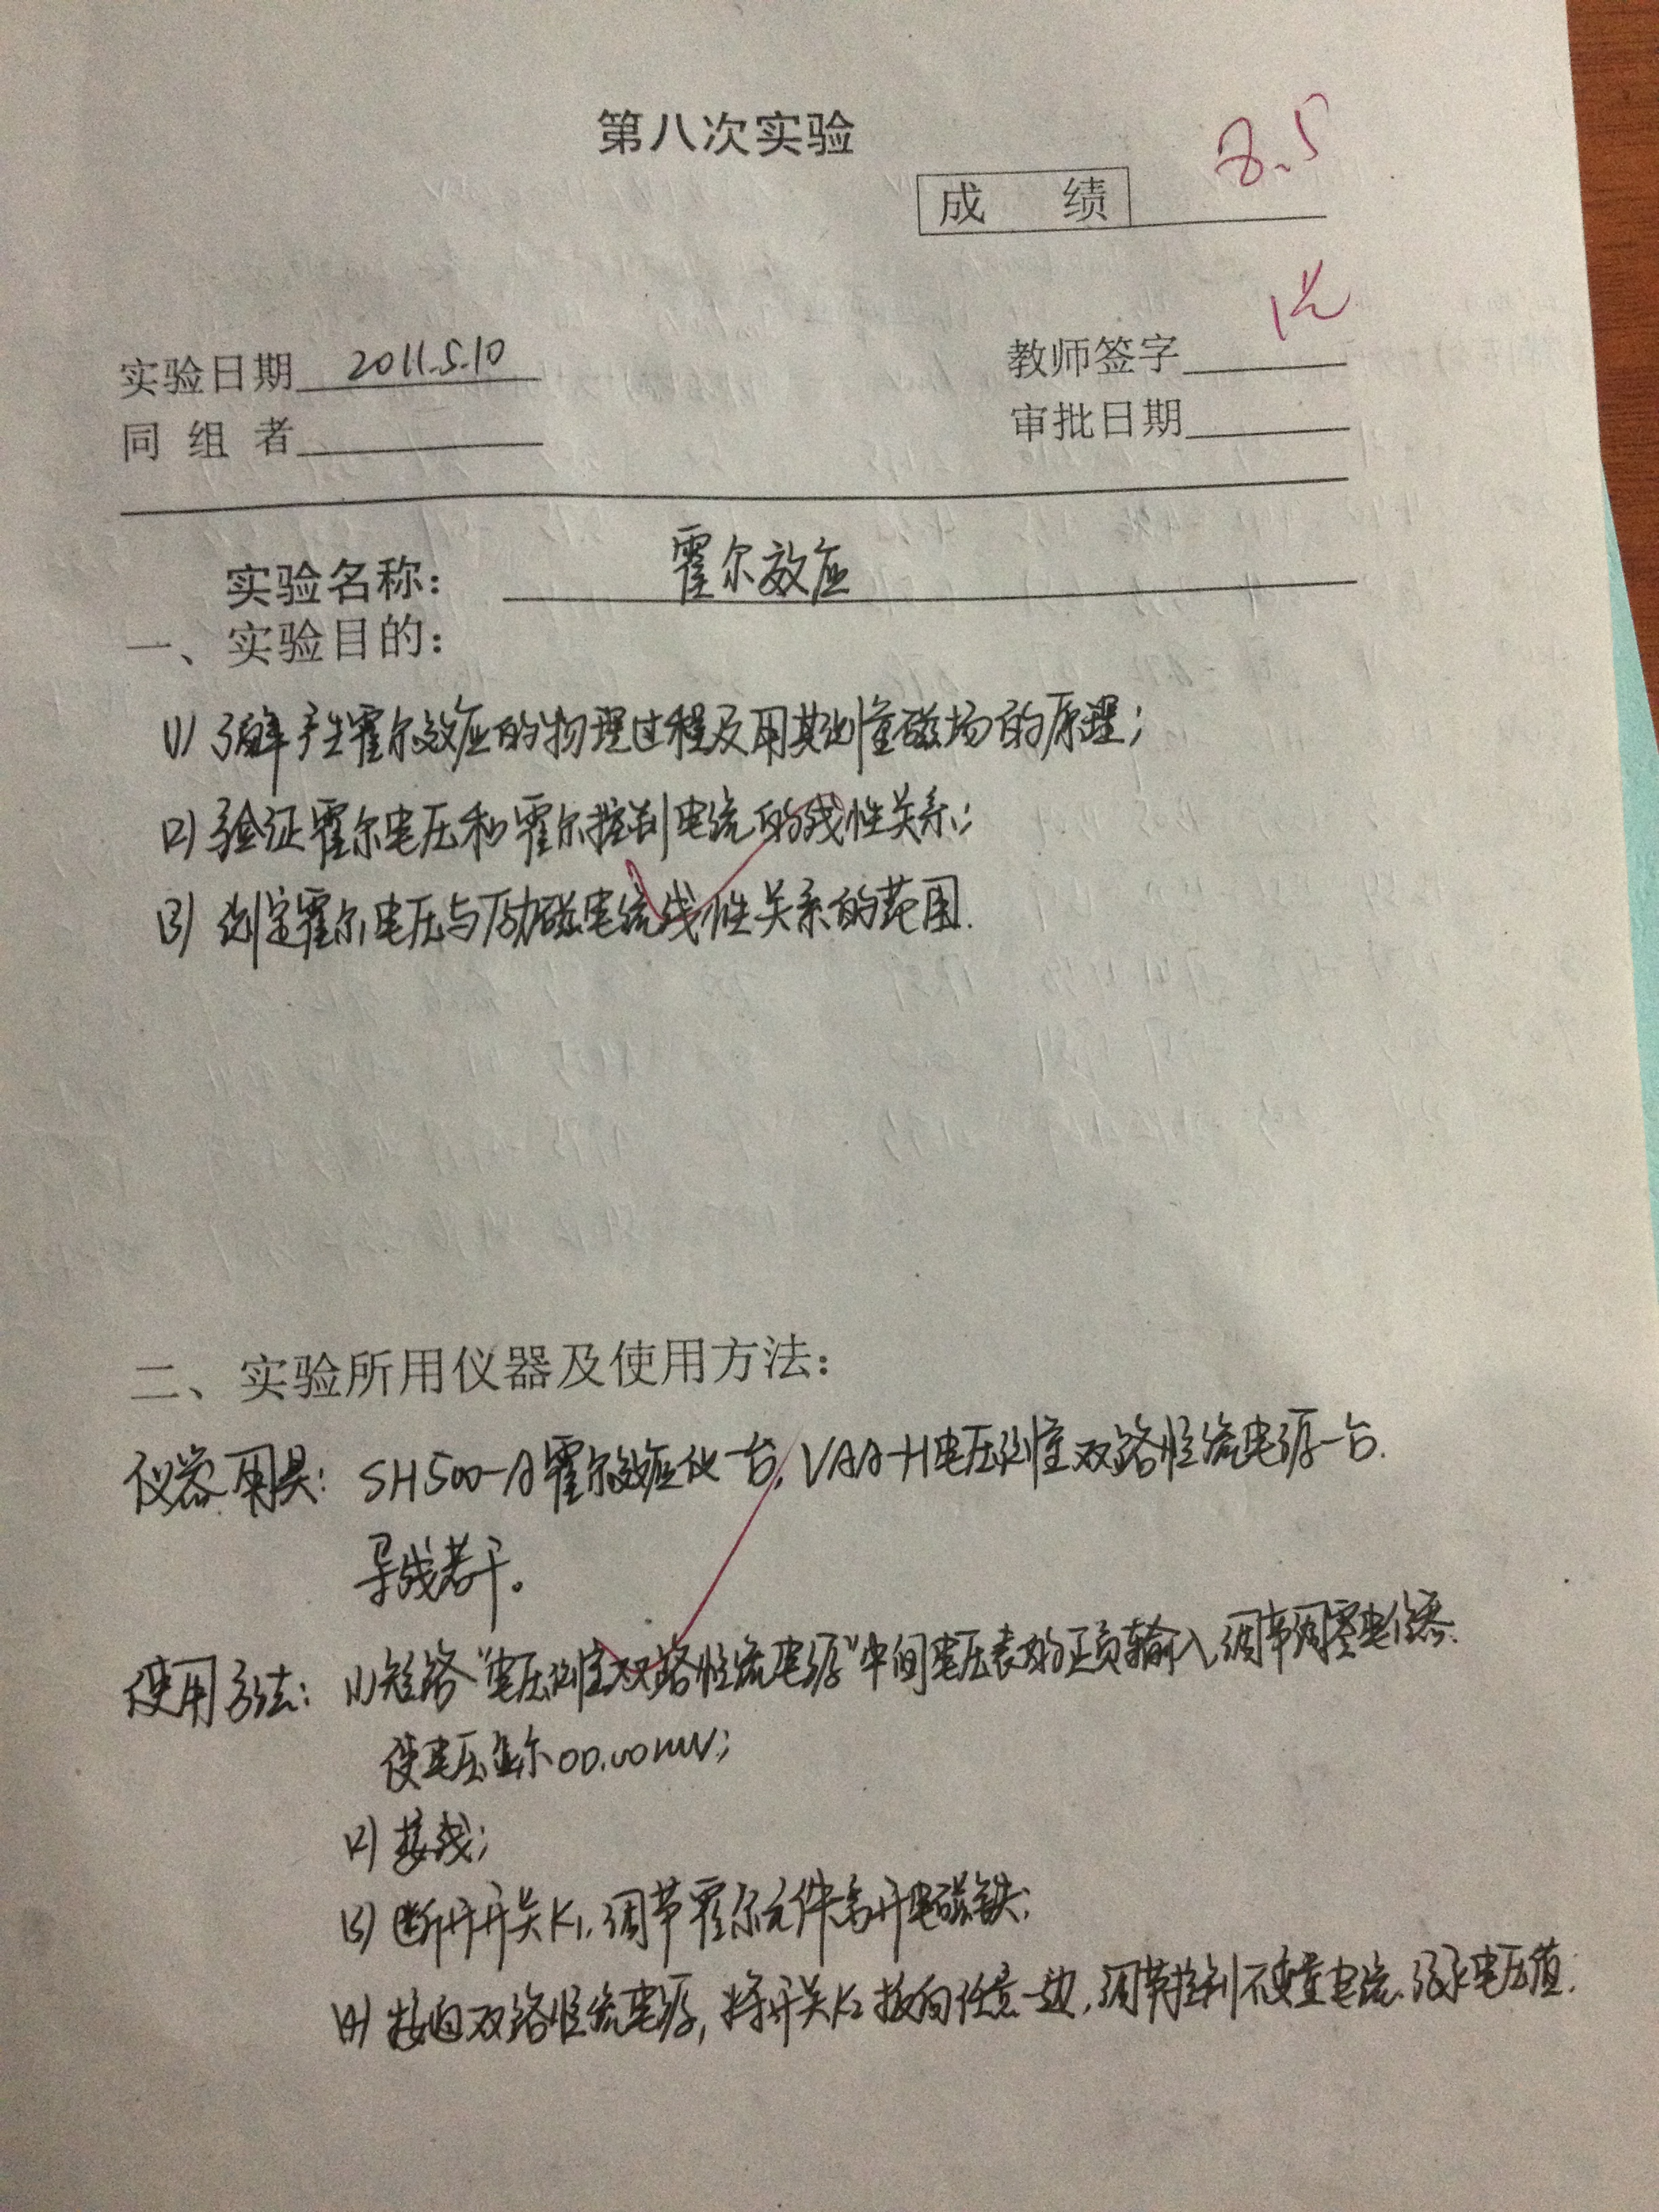 第八次实验
8.5
成 绩
实验日期 2011.5.10
教师签字
同 组 者
审批日期
实验名称： 霍尔效应
一、实验目的：
(1) 了解产生霍尔效应的物理过程及用其测量磁场的原理；
(2) 验证霍尔电压和霍尔控制电流的线性关系；
(3) 测定霍尔电压与励磁电流线性关系的范围.
二、实验所用仪器及使用方法：
仪器用具： SH500-A霍尔效应仪一台, VAA-H电压测量双路恒流电源一台.
导线若干。
使用方法： (1) 短路“电压测量双路恒流电源”中间电压表的正负输入, 调节调零电位器.
使电压显示00.00mV；
(2) 接线；
(3) 断开开关K1, 调节霍尔元件离开电磁铁；
(4) 接通双路恒流电源, 将开关K2接向任意一边, 调节控制不变量电流. 记录电压值.